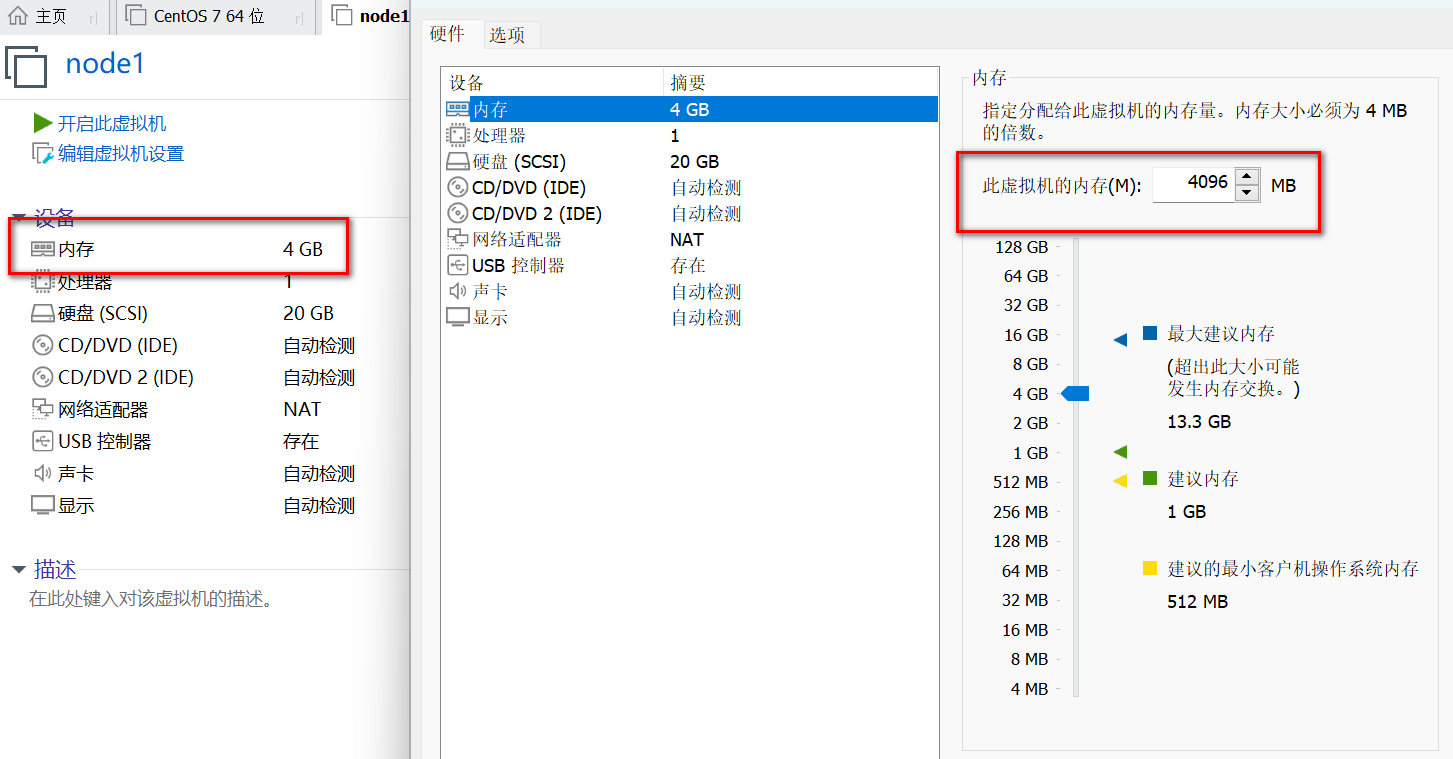 主页
CentOS 7 64 位
node1
node1
开启此虚拟机
编辑虚拟机设置
设备
内存 4 GB
处理器 1
硬盘 (SCSI) 20 GB
CD/DVD (IDE) 自动检测
CD/DVD 2 (IDE) 自动检测
网络适配器 NAT
USB 控制器 存在
声卡 自动检测
显示 自动检测
描述
在此处键入对该虚拟机的描述。
硬件 选项
设备 摘要
内存 4 GB
处理器 1
硬盘 (SCSI) 20 GB
CD/DVD (IDE) 自动检测
CD/DVD 2 (IDE) 自动检测
网络适配器 NAT
USB 控制器 存在
声卡 自动检测
显示 自动检测
内存
指定分配给此虚拟机的内存量。内存大小必须为 4 MB
的倍数。
此虚拟机的内存(M): 4096 MB
128 GB
64 GB
32 GB
16 GB
8 GB
4 GB
2 GB
1 GB
512 MB
256 MB
128 MB
64 MB
32 MB
16 MB
8 MB
4 MB
最大建议内存
(超出此大小可能
发生内存交换。)
13.3 GB
建议内存
1 GB
建议的最小客户机操作系统内存
512 MB